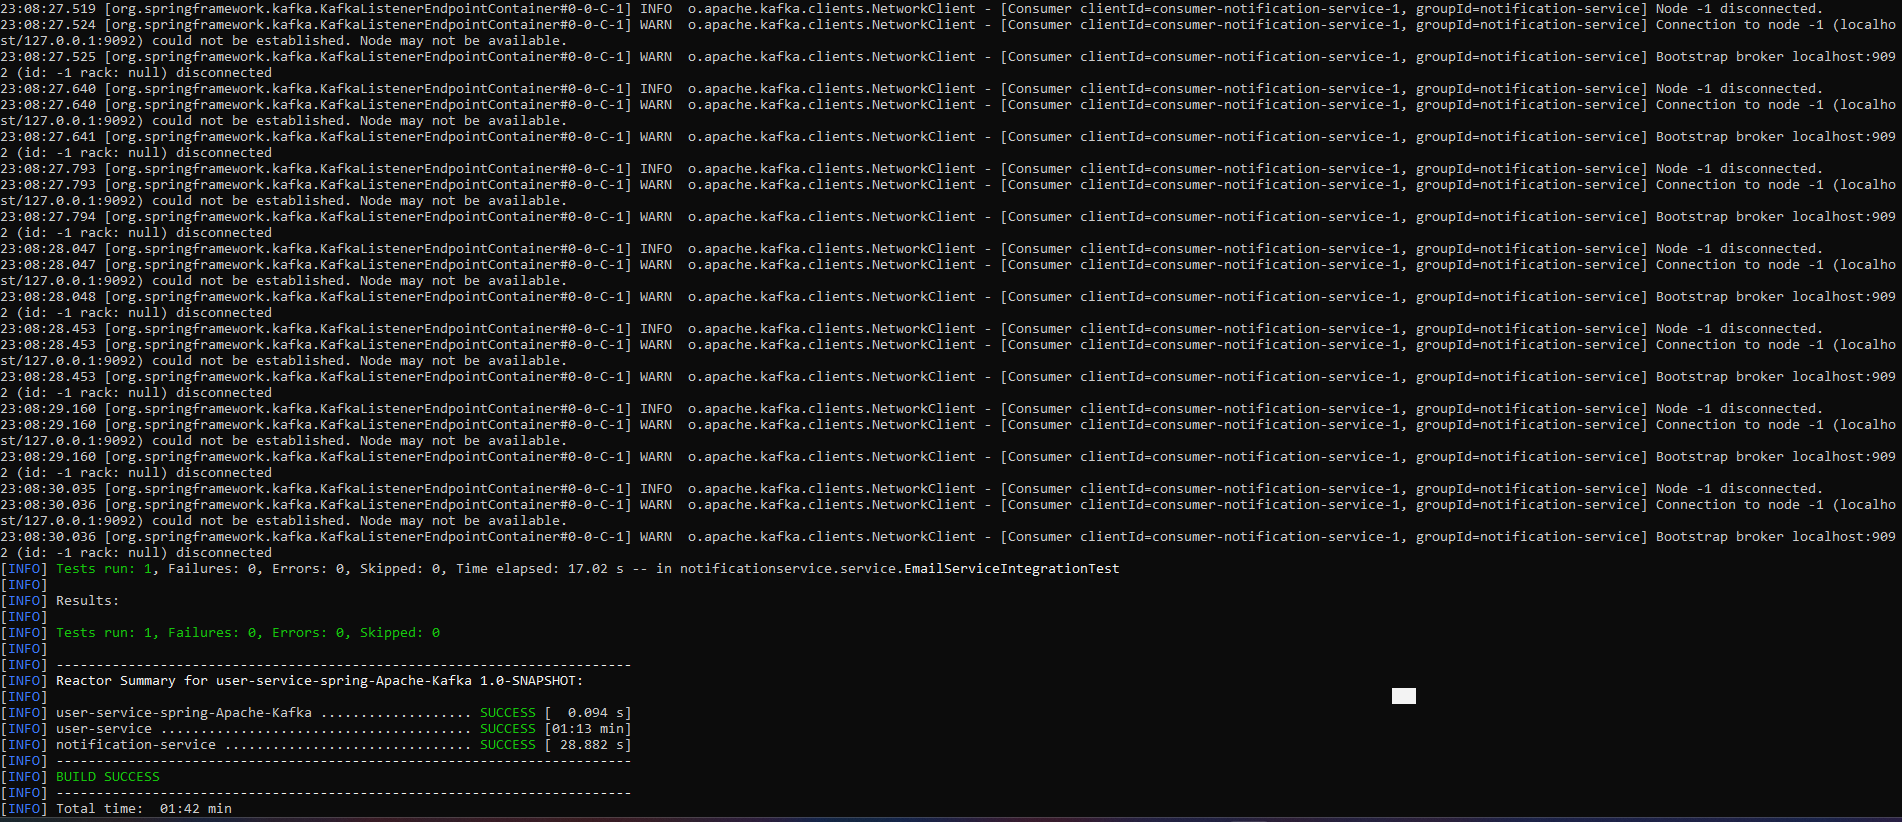 23:08:27.519 [org.springframework.kafka.KafkaListenerEndpointContainer#0-0-C-1] INFO  o.apache.kafka.clients.NetworkClient - [Consumer clientId=consumer-notification-service-1, groupId=notification-service] Node -1 disconnected.
23:08:27.524 [org.springframework.kafka.KafkaListenerEndpointContainer#0-0-C-1] WARN  o.apache.kafka.clients.NetworkClient - [Consumer clientId=consumer-notification-service-1, groupId=notification-service] Connection to node -1 (localho
st/127.0.0.1:9092) could not be established. Node may not be available.
23:08:27.525 [org.springframework.kafka.KafkaListenerEndpointContainer#0-0-C-1] WARN  o.apache.kafka.clients.NetworkClient - [Consumer clientId=consumer-notification-service-1, groupId=notification-service] Bootstrap broker localhost:909
2 (id: -1 rack: null) disconnected
23:08:27.640 [org.springframework.kafka.KafkaListenerEndpointContainer#0-0-C-1] INFO  o.apache.kafka.clients.NetworkClient - [Consumer clientId=consumer-notification-service-1, groupId=notification-service] Node -1 disconnected.
23:08:27.640 [org.springframework.kafka.KafkaListenerEndpointContainer#0-0-C-1] WARN  o.apache.kafka.clients.NetworkClient - [Consumer clientId=consumer-notification-service-1, groupId=notification-service] Connection to node -1 (localho
st/127.0.0.1:9092) could not be established. Node may not be available.
23:08:27.641 [org.springframework.kafka.KafkaListenerEndpointContainer#0-0-C-1] WARN  o.apache.kafka.clients.NetworkClient - [Consumer clientId=consumer-notification-service-1, groupId=notification-service] Bootstrap broker localhost:909
2 (id: -1 rack: null) disconnected
23:08:27.793 [org.springframework.kafka.KafkaListenerEndpointContainer#0-0-C-1] INFO  o.apache.kafka.clients.NetworkClient - [Consumer clientId=consumer-notification-service-1, groupId=notification-service] Node -1 disconnected.
23:08:27.793 [org.springframework.kafka.KafkaListenerEndpointContainer#0-0-C-1] WARN  o.apache.kafka.clients.NetworkClient - [Consumer clientId=consumer-notification-service-1, groupId=notification-service] Connection to node -1 (localho
st/127.0.0.1:9092) could not be established. Node may not be available.
23:08:27.794 [org.springframework.kafka.KafkaListenerEndpointContainer#0-0-C-1] WARN  o.apache.kafka.clients.NetworkClient - [Consumer clientId=consumer-notification-service-1, groupId=notification-service] Bootstrap broker localhost:909
2 (id: -1 rack: null) disconnected
23:08:28.047 [org.springframework.kafka.KafkaListenerEndpointContainer#0-0-C-1] INFO  o.apache.kafka.clients.NetworkClient - [Consumer clientId=consumer-notification-service-1, groupId=notification-service] Node -1 disconnected.
23:08:28.047 [org.springframework.kafka.KafkaListenerEndpointContainer#0-0-C-1] WARN  o.apache.kafka.clients.NetworkClient - [Consumer clientId=consumer-notification-service-1, groupId=notification-service] Connection to node -1 (localho
st/127.0.0.1:9092) could not be established. Node may not be available.
23:08:28.048 [org.springframework.kafka.KafkaListenerEndpointContainer#0-0-C-1] WARN  o.apache.kafka.clients.NetworkClient - [Consumer clientId=consumer-notification-service-1, groupId=notification-service] Bootstrap broker localhost:909
2 (id: -1 rack: null) disconnected
23:08:28.453 [org.springframework.kafka.KafkaListenerEndpointContainer#0-0-C-1] INFO  o.apache.kafka.clients.NetworkClient - [Consumer clientId=consumer-notification-service-1, groupId=notification-service] Node -1 disconnected.
23:08:28.453 [org.springframework.kafka.KafkaListenerEndpointContainer#0-0-C-1] WARN  o.apache.kafka.clients.NetworkClient - [Consumer clientId=consumer-notification-service-1, groupId=notification-service] Connection to node -1 (localho
st/127.0.0.1:9092) could not be established. Node may not be available.
23:08:28.453 [org.springframework.kafka.KafkaListenerEndpointContainer#0-0-C-1] WARN  o.apache.kafka.clients.NetworkClient - [Consumer clientId=consumer-notification-service-1, groupId=notification-service] Bootstrap broker localhost:909
2 (id: -1 rack: null) disconnected
23:08:29.160 [org.springframework.kafka.KafkaListenerEndpointContainer#0-0-C-1] INFO  o.apache.kafka.clients.NetworkClient - [Consumer clientId=consumer-notification-service-1, groupId=notification-service] Node -1 disconnected.
23:08:29.160 [org.springframework.kafka.KafkaListenerEndpointContainer#0-0-C-1] WARN  o.apache.kafka.clients.NetworkClient - [Consumer clientId=consumer-notification-service-1, groupId=notification-service] Connection to node -1 (localho
st/127.0.0.1:9092) could not be established. Node may not be available.
23:08:29.160 [org.springframework.kafka.KafkaListenerEndpointContainer#0-0-C-1] WARN  o.apache.kafka.clients.NetworkClient - [Consumer clientId=consumer-notification-service-1, groupId=notification-service] Bootstrap broker localhost:909
2 (id: -1 rack: null) disconnected
23:08:30.035 [org.springframework.kafka.KafkaListenerEndpointContainer#0-0-C-1] INFO  o.apache.kafka.clients.NetworkClient - [Consumer clientId=consumer-notification-service-1, groupId=notification-service] Node -1 disconnected.
23:08:30.036 [org.springframework.kafka.KafkaListenerEndpointContainer#0-0-C-1] WARN  o.apache.kafka.clients.NetworkClient - [Consumer clientId=consumer-notification-service-1, groupId=notification-service] Connection to node -1 (localho
st/127.0.0.1:9092) could not be established. Node may not be available.
23:08:30.036 [org.springframework.kafka.KafkaListenerEndpointContainer#0-0-C-1] WARN  o.apache.kafka.clients.NetworkClient - [Consumer clientId=consumer-notification-service-1, groupId=notification-service] Bootstrap broker localhost:909
2 (id: -1 rack: null) disconnected
[INFO] Tests run: 1, Failures: 0, Errors: 0, Skipped: 0, Time elapsed: 17.02 s -- in notificationservice.service.EmailServiceIntegrationTest
[INFO]
[INFO] Results:
[INFO]
[INFO] Tests run: 1, Failures: 0, Errors: 0, Skipped: 0
[INFO]
[INFO] ------------------------------------------------------------------------
[INFO] Reactor Summary for user-service-spring-Apache-Kafka 1.0-SNAPSHOT:
[INFO]
[INFO] user-service-spring-Apache-Kafka ................... SUCCESS [  0.094 s]
[INFO] user-service ....................................... SUCCESS [01:13 min]
[INFO] notification-service ............................... SUCCESS [ 28.882 s]
[INFO] ------------------------------------------------------------------------
[INFO] BUILD SUCCESS
[INFO] ------------------------------------------------------------------------
[INFO] Total time:  01:42 min